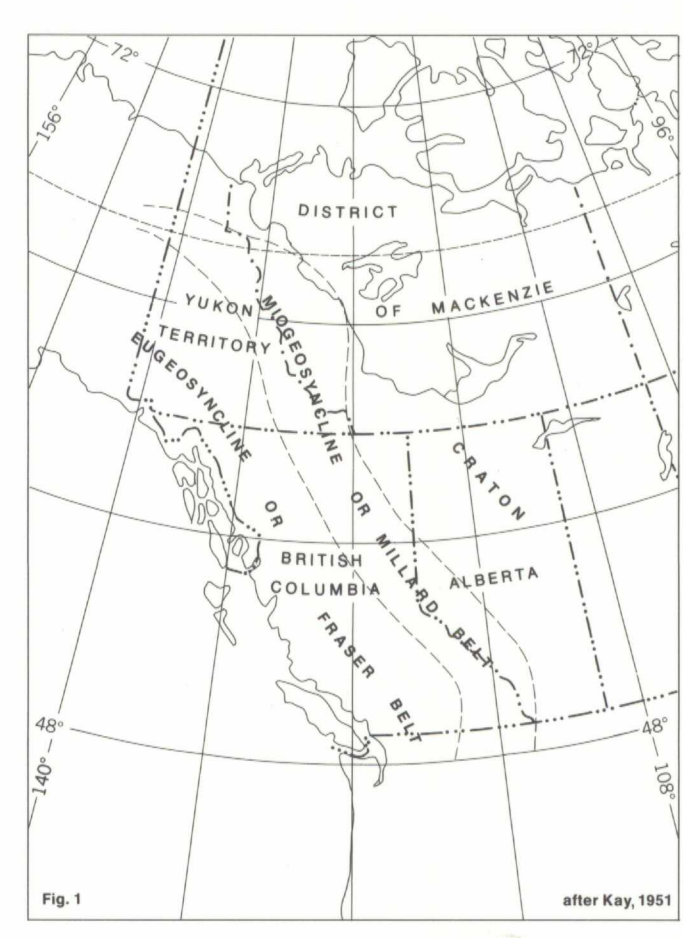 72°
72°
156°
96°
DISTRICT
OF MACKENZIE
YUKON
TERRITORY
MIOGEOSYNCLINE OR MILLARD BELT
EUGEOSYNCLINE OR FRASER BELT
CRATON
BRITISH
COLUMBIA
ALBERTA
48°
48°
140°
108°
Fig. 1
after Kay, 1951